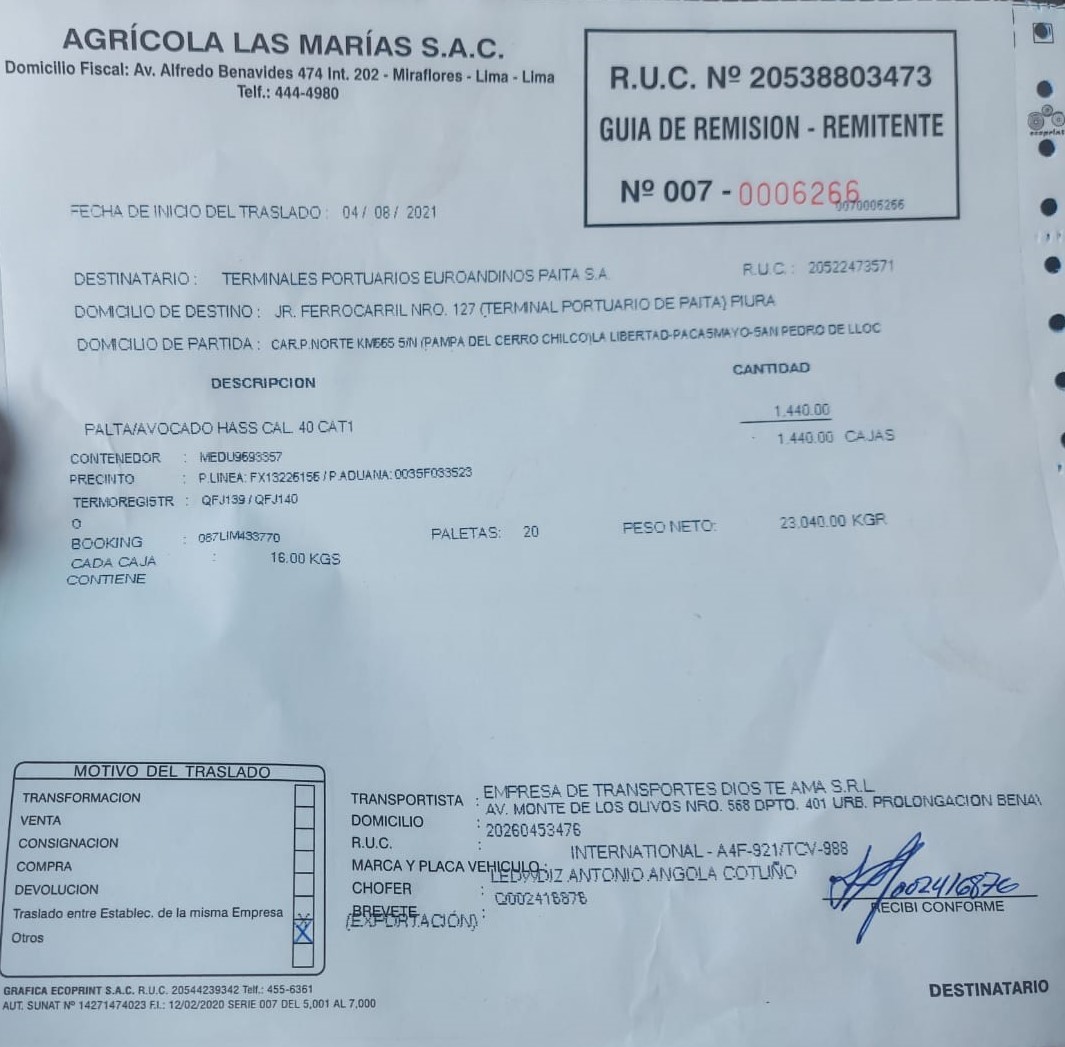 AGRÍCOLA LAS MARÍAS S.A.C.
Domicilio Fiscal: Av. Alfredo Benavides 474 Int. 202 - Miraflores - Lima - Lima
Telf.: 444-4980
R.U.C. Nº 20538803473
GUIA DE REMISION - REMITENTE
Nº 007 - 0006266
0070006266
ecoprint
FECHA DE INICIO DEL TRASLADO : 04 / 08 / 2021
DESTINATARIO : TERMINALES PORTUARIOS EUROANDINOS PAITA S.A. R.U.C. : 20522473571
DOMICILIO DE DESTINO : JR. FERROCARRIL NRO. 127 (TERMINAL PORTUARIO DE PAITA) PIURA
DOMICILIO DE PARTIDA : CAR.P.NORTE KM665 S/N (PAMPA DEL CERRO CHILCO)LA LIBERTAD-PACASMAYO-SAN PEDRO DE LLOC
DESCRIPCION CANTIDAD
PALTA/AVOCADO HASS CAL. 40 CAT1 1,440.00
1,440.00 CAJAS
CONTENEDOR : MEDU9693357
PRECINTO : P.LINEA: FX13226156 / P.ADUANA: 0035F033523
TERMOREGISTR : QFJ139 / QFJ140
O
BOOKING : 087LIM433770 PALETAS: 20 PESO NETO: 23,040.00 KGR
CADA CAJA : 16.00 KGS
CONTIENE
MOTIVO DEL TRASLADO
TRANSFORMACION
VENTA
CONSIGNACION
COMPRA
DEVOLUCION
Traslado entre Establec. de la misma Empresa
Otros X
TRANSPORTISTA : EMPRESA DE TRANSPORTES DIOS TE AMA S.R.L
DOMICILIO : AV. MONTE DE LOS OLIVOS NRO. 568 DPTO. 401 URB. PROLONGACION BENAV
R.U.C. : 20260453476
MARCA Y PLACA VEHICULO : INTERNATIONAL - A4F-921/TCV-988
CHOFER : LEDWDIZ ANTONIO ANGOLA COTUÑO
BREVETE : Q002416876
(EXPORTACIÓN)
002416876
RECIBI CONFORME
GRAFICA ECOPRINT S.A.C. R.U.C. 20544239342 Telf.: 455-6361
AUT. SUNAT Nº 14271474023 F.I.: 12/02/2020 SERIE 007 DEL 5,001 AL 7,000
DESTINATARIO